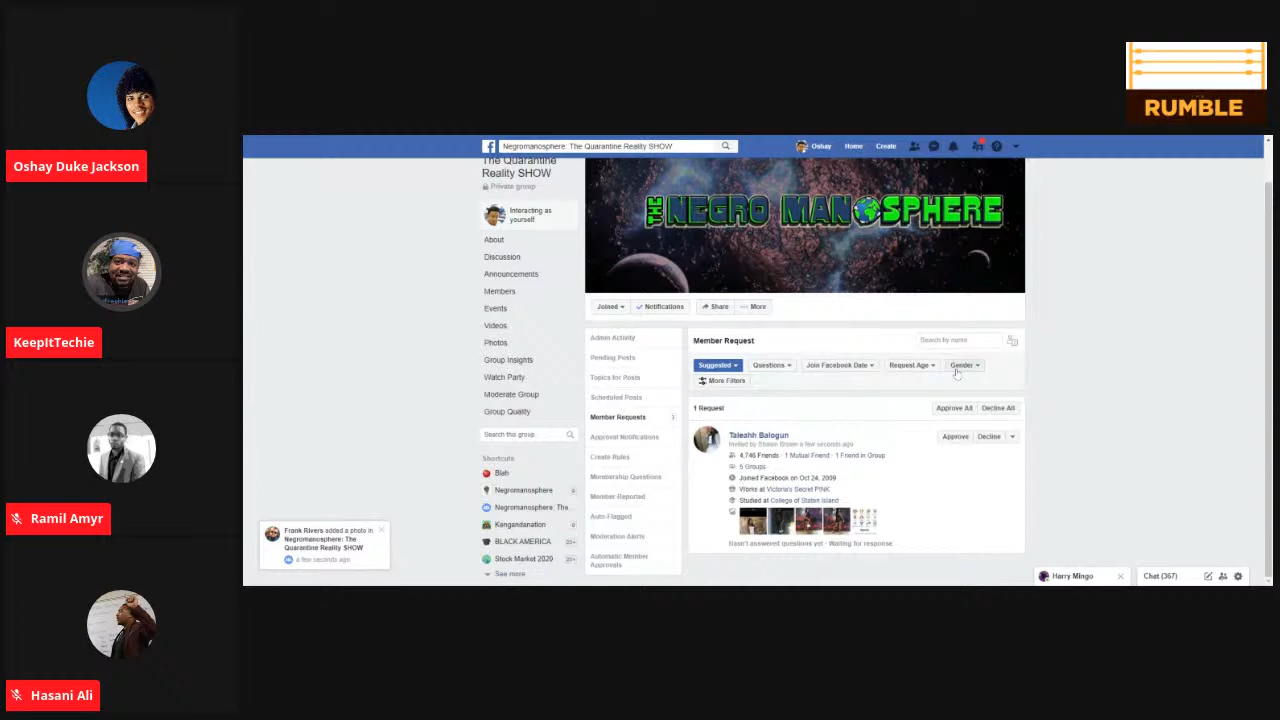 Oshay Duke Jackson
KeepItTechie
Ramil Amyr
Hasani Ali
RUMBLE
Negromanosphere: The Quarantine Reality SHOW
Oshay
Home
Create
The Quarantine
Reality SHOW
Private group
Interacting as
yourself
About
Discussion
Announcements
Members
Events
Videos
Photos
Group Insights
Watch Party
Moderate Group
Group Quality
Search this group
Shortcuts
Blah
Negromanosphere
Negromanosphere: The...
Kangandanation
BLACK AMERICA 20+
Stock Market 2020 20+
See more
THE NEGRO MANOSPHERE
Joined
Notifications
Share
More
Admin Activity
Pending Posts
Topics for Posts
Scheduled Posts
Member Requests
Approval Notifications
Create Rules
Membership Questions
Member-Reported
Auto-Flagged
Moderation Alerts
Automatic Member
Approvals
Member Request
Search by name
Suggested
Questions
Join Facebook Date
Request Age
Gender
More Filters
1 Request
Approve All
Decline All
Taleahh Balogun
Invited by Shawn Brown a few seconds ago
Approve
Decline
4,746 Friends · 1 Mutual Friend · 1 Friend in Group
5 Groups
Joined Facebook on Oct 24, 2009
Works at Victoria's Secret PINK
Studied at College of Staten Island
Hasn't answered questions yet · Waiting for response
Frank Rivers added a photo in
Negromanosphere: The
Quarantine Reality SHOW
a few seconds ago
Harry Mingo
Chat (367)